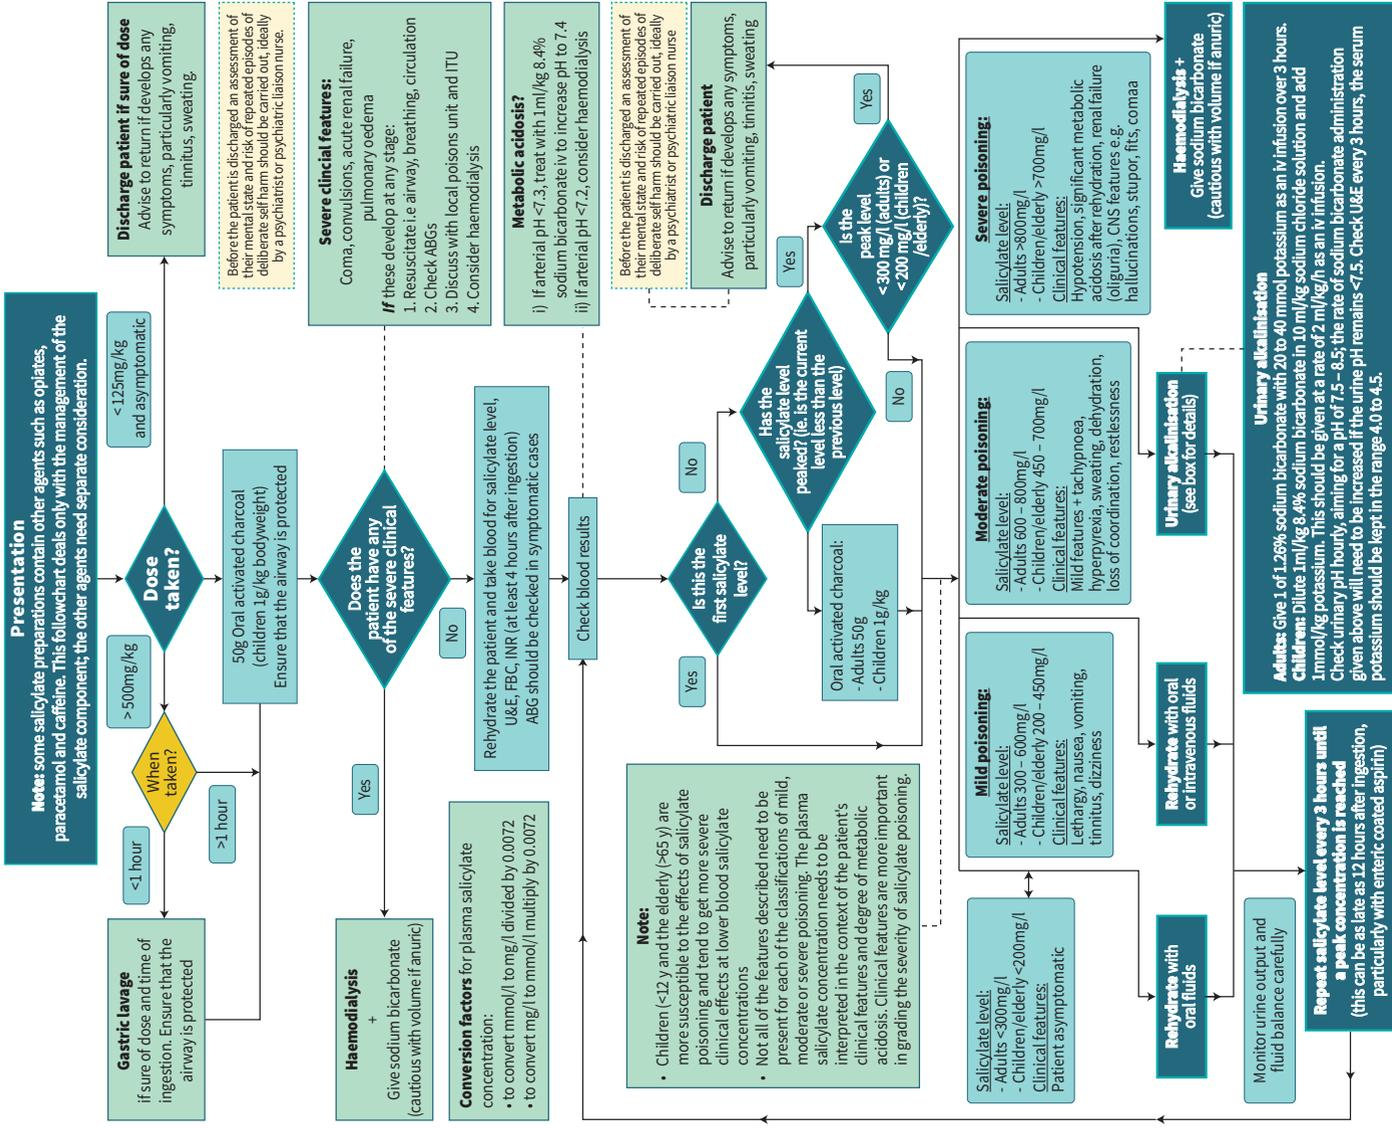 Presentation
Note: some salicylate preparations contain other agents such as opiates,
paracetamol and caffeine. This followchart deals only with the management of the
salicylate component; the other agents need separate consideration.
Gastric lavage
if sure of dose and time of
ingestion. Ensure that the
airway is protected
<1 hour
When
taken?
>1 hour
>500mg/kg
Dose
taken?
<125mg/kg
and asymptomatic
Discharge patient if sure of dose
Advise to return if develops any
symptoms, particularly vomiting,
tinnitus, sweating.
Before the patient is discharged an assessment of
their mental state and risk of repeated episodes of
deliberate self harm should be carried out, ideally
by a psychiatrist or psychiatric liaison nurse.
50g Oral activated charcoal
(children 1g/kg bodyweight)
Ensure that the airway is protected
Does the
patient have any
of the severe clinical
features?
Yes
No
Severe clincial features:
Coma, convulsions, acute renal failure,
pulmonary oedema
If these develop at any stage:
1. Resuscitate i.e airway, breathing, circulation
2. Check ABGs
3. Discuss with local poisons unit and ITU
4. Consider haemodialysis
Haemodialysis
+
Give sodium bicarbonate
(cautious with volume if anuric)
Conversion factors for plasma salicylate
concentration:
• to convert mmol/l to mg/l divided by 0.0072
• to convert mg/l to mmol/l multiply by 0.0072
Rehydrate the patient and take blood for salicylate level,
U&E, FBC, INR (at least 4 hours after ingestion)
ABG should be checked in symptomatic cases
Metabolic acidosis?
i) If arterial pH <7.3, treat with 1ml/kg 8.4%
sodium bicarbonate iv to increase pH to 7.4
ii) If arterial pH <7.2, consider haemodialysis
Check blood results
Before the patient is discharged an assessment of
their mental state and risk of repeated episodes of
deliberate self harm should be carried out, ideally
by a psychiatrist or psychiatric liaison nurse
Discharge patient
Advise to return if develops any symptoms,
particularly vomiting, tinnitis, sweating
Note:
• Children (<12 y and the elderly (>65 y) are
more susceptible to the effects of salicylate
poisoning and tend to get more severe
clinical effects at lower blood salicylate
concentrations
• Not all of the features described need to be
present for each of the classifications of mild,
moderate or severe poisoning. The plasma
salicylate concentration needs to be
interpreted in the context of the patient's
clinical features and degree of metabolic
acidosis. Clinical features are more important
in grading the severity of salicylate poisoning.
Yes
Is this the
first salicylate
level?
No
Oral activated charcoal:
- Adults 50g
- Children 1g/kg
Has the
salicylate level
peaked? (ie. is the current
level less than the
previous level)
Yes
No
Is the
peak level
<300 mg/l (adults) or
<200 mg/l (children
/elderly)?
Yes
Salicylate level:
- Adults <300mg/l
- Children/elderly <200mg/l
Clinical features:
Patient asymptomatic
Mild poisoning:
Salicylate level:
- Adults 300 – 600mg/l
- Children/elderly 200 – 450mg/l
Clinical features:
Lethargy, nausea, vomiting,
tinnitus, dizziness
Moderate poisoning:
Salicylate level:
- Adults 600 – 800mg/l
- Children/elderly 450 – 700mg/l
Clinical features:
Mild features + tachypnoea,
hyperpyrexia, sweating, dehydration,
loss of coordination, restlessness
Severe poisoning:
Salicylate level:
- Adults >800mg/l
- Children/elderly >700mg/l
Clinical features:
Hypotension, significant metabolic
acidosis after rehydration, renal failure
(oliguria), CNS features e.g.
hallucinations, stupor, fits, comaa
Rehydrate with
oral fluids
Rehydrate with oral
or intravenous fluids
Urinary alkalinisation
(see box for details)
Haemodialysis +
Give sodium bicarbonate
(cautious with volume if anuric)
Monitor urine output and
fluid balance carefully
Repeat salicylate level every 3 hours until
a peak concentration is reached
(this can be as late as 12 hours after ingestion,
particularly with enteric coated aspirin)
Urinary alkalinisation
Aduts: Give 1 of 1.26% sodium bicarbonate with 20 to 40 mmol potassium as an iv infusion over 3 hours.
Children: Dilute 1ml/kg 8.4% sodium bicarbonate in 10 ml/kg sodium chloride solution and add
1mmol/kg potassium. This should be given at a rate of 2 ml/kg/h as an iv infusion.
Check urinary pH hourly, aiming for a pH of 7.5 – 8.5; the rate of sodium bicarbonate administration
given above will need to be increased if the urine pH remains <7.5. Check U&E every 3 hours, the serum
potassium should be kept in the range 4.0 to 4.5.